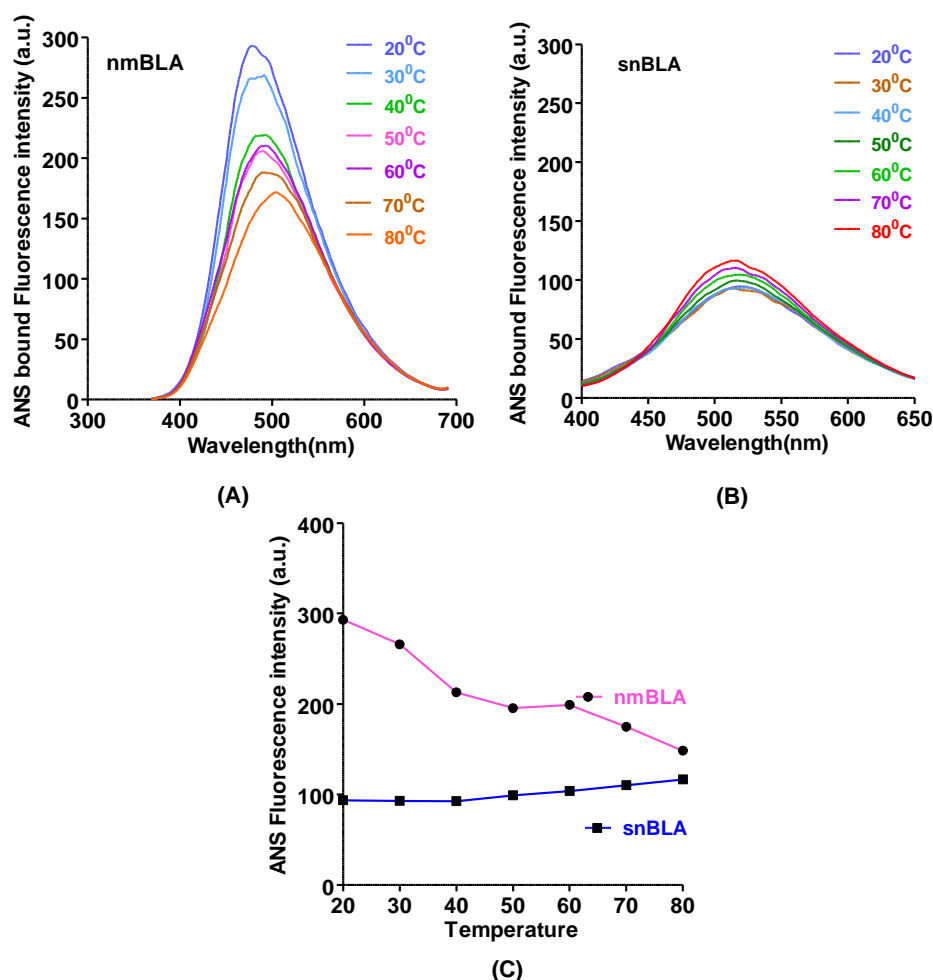 nmBLA
20⁰C
30⁰C
40⁰C
50⁰C
60⁰C
70⁰C
80⁰C
ANS bound Fluorescence intensity (a.u.)
300
250
200
150
100
50
0
300 400 500 600 700
Wavelength(nm)
(A)
snBLA
20⁰C
30⁰C
40⁰C
50⁰C
60⁰C
70⁰C
80⁰C
ANS bound Fluorescence intensity (a.u.)
300
250
200
150
100
50
0
400 450 500 550 600 650
Wavelength(nm)
(B)
ANS Fluorescence intensity (a.u.)
400
300
200
100
0
nmBLA
snBLA
20 30 40 50 60 70 80
Temperature
(C)